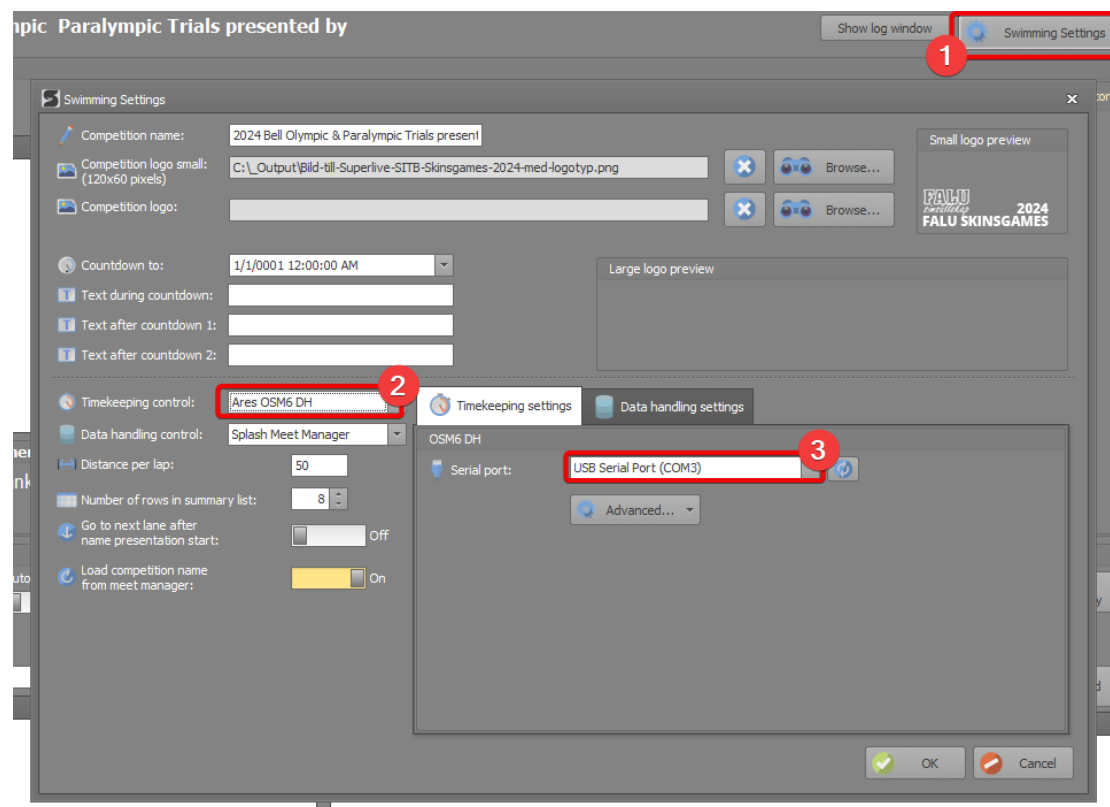 Paralympic Trials presented by
Show log window
Swimming Settings
1
Swimming Settings
Competition name:
2024 Bell Olympic & Paralympic Trials present
Small logo preview
Competition logo small:
(120x60 pixels)
C:\_Output\Bild-till-Superlive-SITB-Skinsgames-2024-med-logotyp.png
Browse...
Competition logo:
Browse...
FALU
2024
FALU SKINSGAMES
Countdown to:
1/1/0001 12:00:00 AM
Large logo preview
Text during countdown:
Text after countdown 1:
Text after countdown 2:
2
Timekeeping control:
Ares OSM6 DH
Timekeeping settings
Data handling settings
Data handling control:
Splash Meet Manager
OSM6 DH
3
Distance per lap:
50
Serial port:
USB Serial Port (COM3)
Number of rows in summary list:
8
Advanced...
Go to next lane after
name presentation start:
Off
Load competition name
from meet manager:
On
OK
Cancel